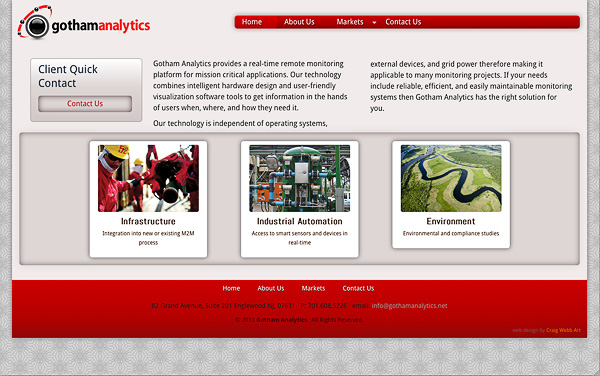 gothamanalytics
Home About Us Markets Contact Us
Client Quick
Contact
Contact Us
Gotham Analytics provides a real-time remote monitoring
platform for mission critical applications. Our technology
combines intelligent hardware design and user-friendly
visualization software tools to get information in the hands
of users when, where, and how they need it.
Our technology is independent of operating systems,
external devices, and grid power therefore making it
applicable to many monitoring projects. If your needs
include reliable, efficient, and easily maintainable monitoring
systems then Gotham Analytics has the right solution for
you.
Infrastructure
Integration into new or existing M2M
process
Industrial Automation
Access to smart sensors and devices in
real-time
Environment
Environmental and compliance studies
Home About Us Markets Contact Us
Grand Avenue, Suite Englewood NJ, email: info@gothamanalytics.net
Gotham Analytics. All Rights Reserved.
web design by Craig Webb Art